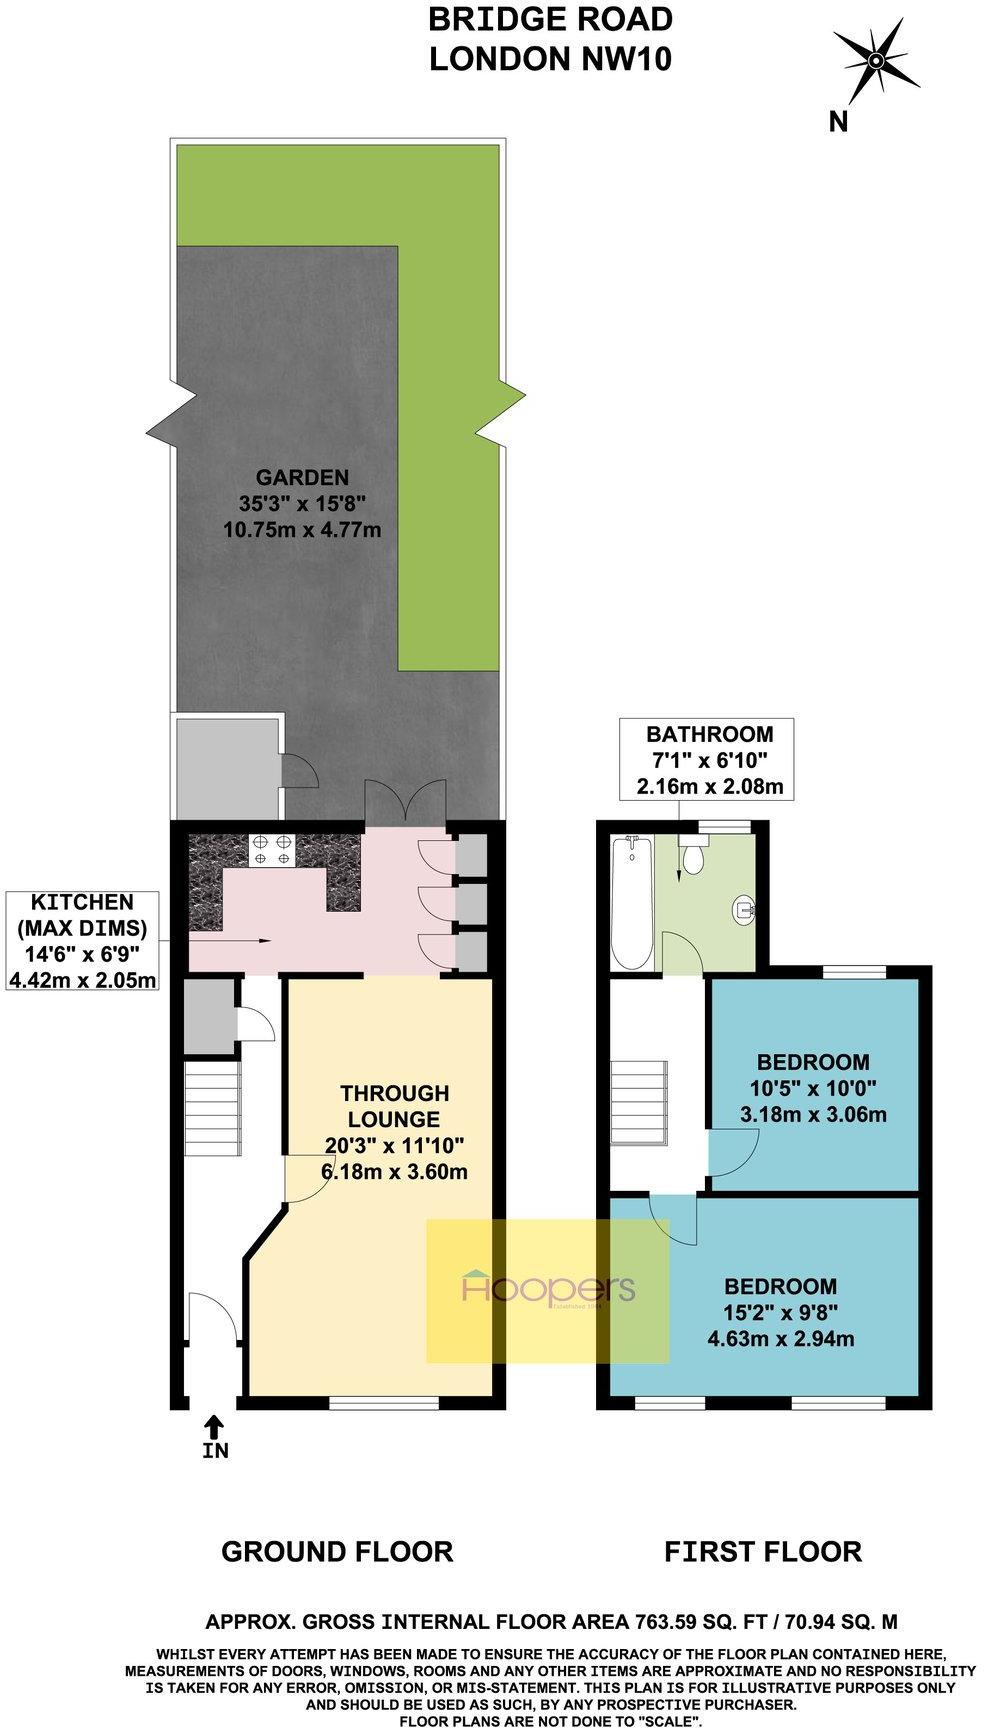 BRIDGE ROAD
LONDON NW10
N
GARDEN
35'3" x 15'8"
10.75m x 4.77m
BATHROOM
7'1" x 6'10"
2.16m x 2.08m
KITCHEN
(MAX DIMS)
14'6" x 6'9"
4.42m x 2.05m
THROUGH
LOUNGE
20'3" x 11'10"
6.18m x 3.60m
BEDROOM
10'5" x 10'0"
3.18m x 3.06m
Hoopers
Established
BEDROOM
15'2" x 9'8"
4.63m x 2.94m
IN
GROUND FLOOR
FIRST FLOOR
APPROX. GROSS INTERNAL FLOOR AREA 763.59 SQ. FT / 70.94 SQ. M
WHILST EVERY ATTEMPT HAS BEEN MADE TO ENSURE THE ACCURACY OF THE FLOOR PLAN CONTAINED HERE,
MEASUREMENTS OF DOORS, WINDOWS, ROOMS AND ANY OTHER ITEMS ARE APPROXIMATE AND NO RESPONSIBILITY
IS TAKEN FOR ANY ERROR, OMISSION, OR MIS-STATEMENT. THIS PLAN IS FOR ILLUSTRATIVE PURPOSES ONLY
AND SHOULD BE USED AS SUCH, BY ANY PROSPECTIVE PURCHASER.
FLOOR PLANS ARE NOT DONE TO "SCALE".